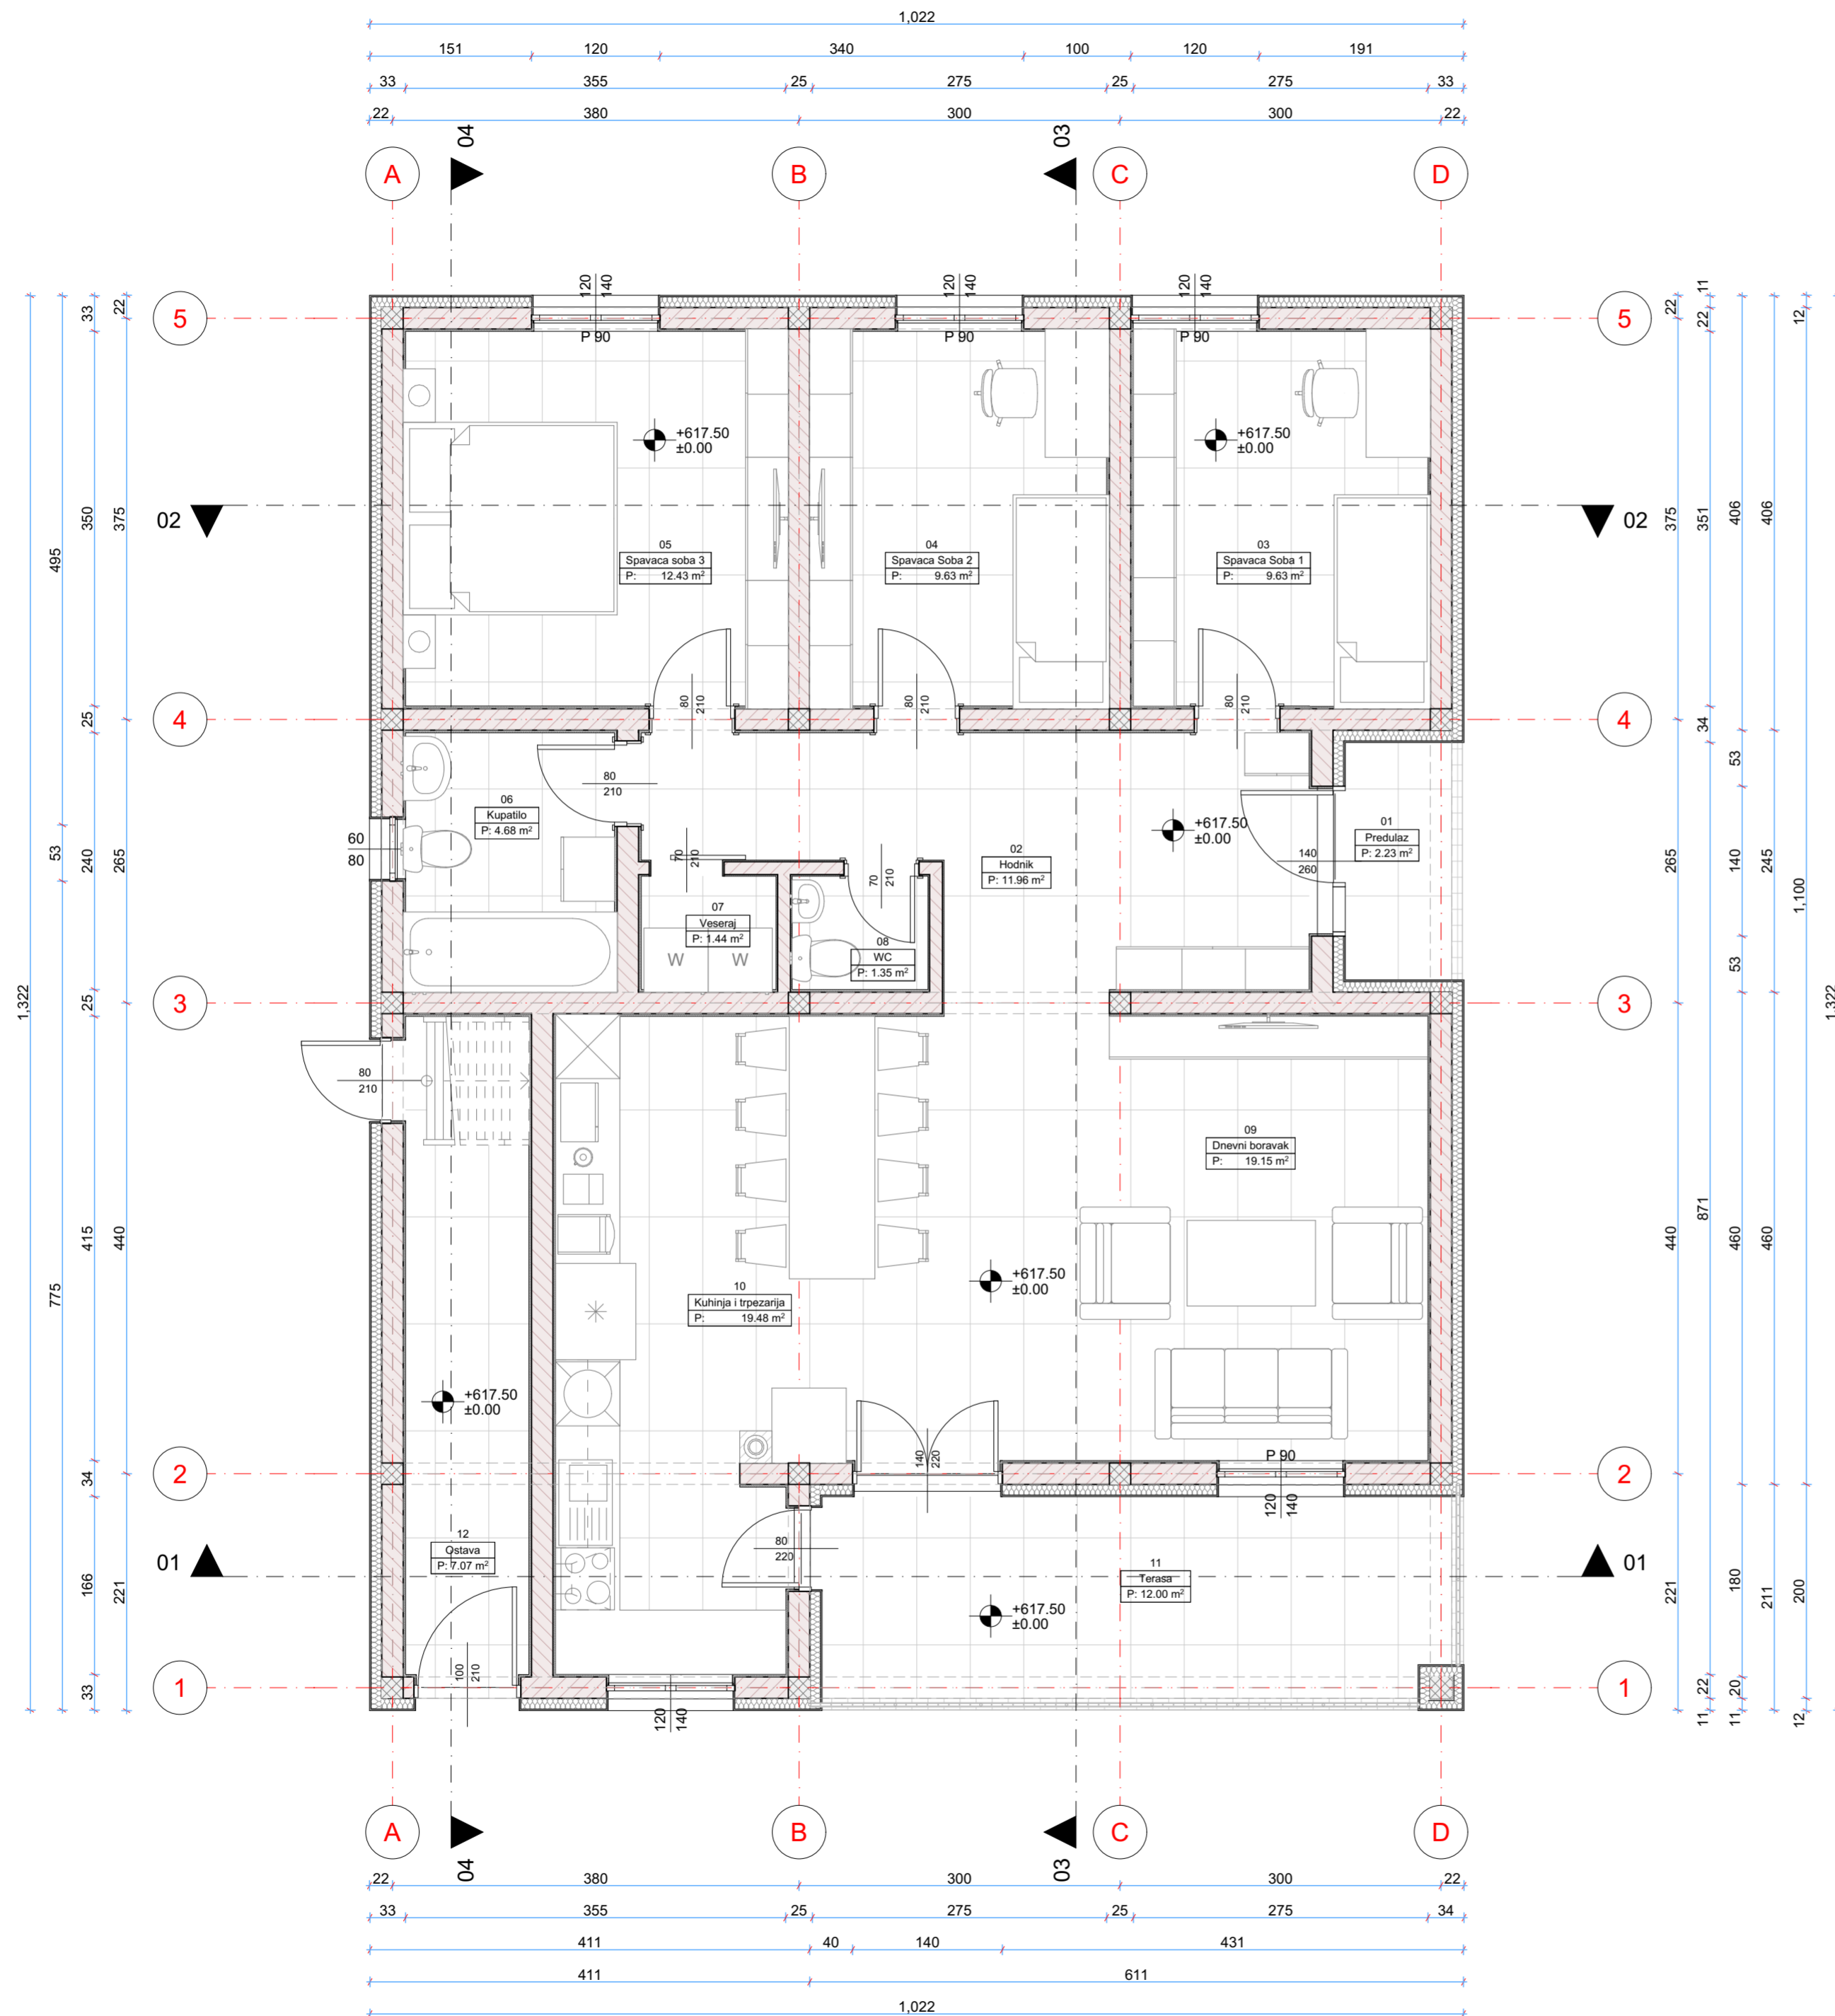 1,022
151 120 340 100 120 191
33 355 25 275 25 275 33
22 380 300 300 22
04 03
A B C D
120 140 120 140 120 140
5 5
P 90 P 90 P 90
+617.50 +617.50
±0.00 ±0.00
02 02
05
Spavaca soba 3
P: 12.43 m²
04
Spavaca Soba 2
P: 9.63 m²
03
Spavaca Soba 1
P: 9.63 m²
80 210 80 210 80 210
4 4
80
210
06
Kupatilo
P: 4.68 m²
60
80
70 210
70 210
+617.50
±0.00
02
Hodnik
P: 11.96 m²
140
260
01
Predulaz
P: 2.23 m²
07
Veseraj
P: 1.44 m²
W W
08
WC
P: 1.35 m²
3 3
80
210
09
Dnevni boravak
P: 19.15 m²
+617.50
±0.00
10
Kuhinja i trpezarija
P: 19.48 m²
+617.50
±0.00
140 220
P 90
2 2
120 140
80
220
12
Ostava
P: 7.07 m²
01 01
11
Terasa
P: 12.00 m²
+617.50
±0.00
100 210
1 1
120 140
A B C D
04 03
22 380 300 300 22
33 355 25 275 25 275 34
411 40 140 431
411 611
1,022
1,322
495 53 775
33 350 25 240 25 415 34 166 33
22 375 265 440 221
22 375 265 440 221
11 22 351 34 871 22 11
406 53 140 53 460 180 20 11
12 406 245 460 211
1,100 200 12
1,322